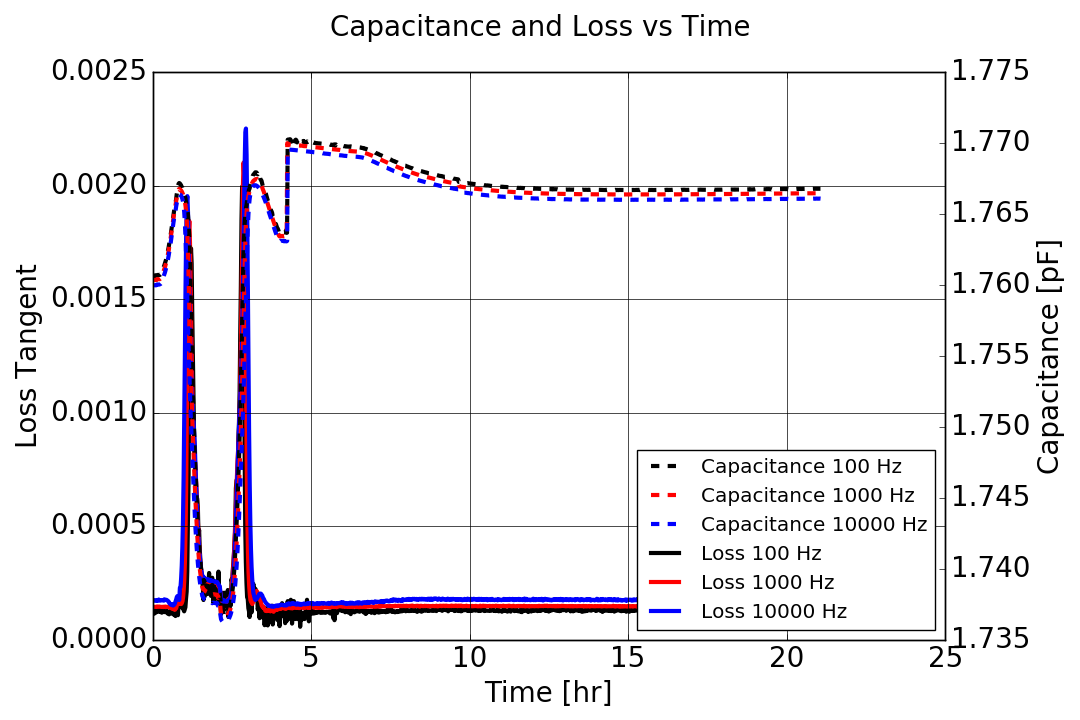 Capacitance and Loss vs Time
0.0025
0.0020
0.0015
0.0010
0.0005
0.0000
Loss Tangent
1.775
1.770
1.765
1.760
1.755
1.750
1.745
1.740
1.735
Capacitance [pF]
Capacitance 100 Hz
Capacitance 1000 Hz
Capacitance 10000 Hz
Loss 100 Hz
Loss 1000 Hz
Loss 10000 Hz
0 5 10 15 20 25
Time [hr]